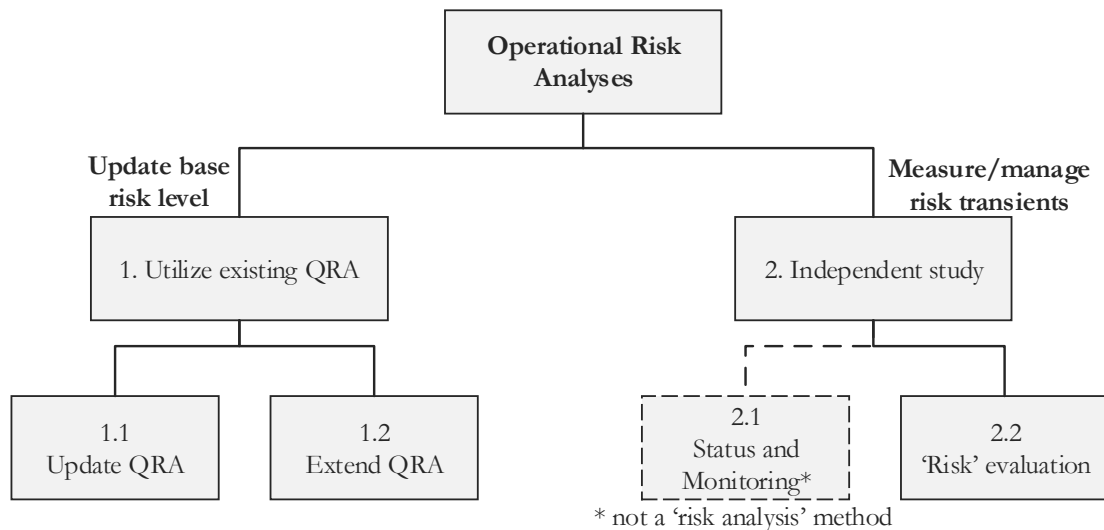 Operational Risk
Analyses
Update base
risk level
Measure/manage
risk transients
1. Utilize existing QRA
2. Independent study
1.1
Update QRA
1.2
Extend QRA
2.1
Status and
Monitoring*
2.2
‘Risk’ evaluation
* not a ‘risk analysis’ method